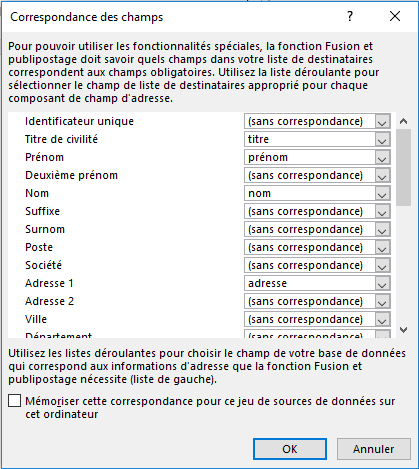 Correspondance des champs
Pour pouvoir utiliser les fonctionnalités spéciales, la fonction Fusion et
publipostage doit savoir quels champs dans votre liste de destinataires
correspondent aux champs obligatoires. Utilisez la liste déroulante pour
sélectionner le champ de liste de destinataires approprié pour chaque
composant de champ d'adresse.
Identificateur unique (sans correspondance)
Titre de civilité titre
Prénom prénom
Deuxième prénom (sans correspondance)
Nom nom
Suffixe (sans correspondance)
Surnom (sans correspondance)
Poste (sans correspondance)
Société (sans correspondance)
Adresse 1 adresse
Adresse 2 (sans correspondance)
Ville (sans correspondance)
Département (sans correspondance)
Utilisez les listes déroulantes pour choisir le champ de votre base de données
qui correspond aux informations d'adresse que la fonction Fusion et
publipostage nécessite (liste de gauche).
Mémoriser cette correspondance pour ce jeu de sources de données sur
cet ordinateur
OK Annuler